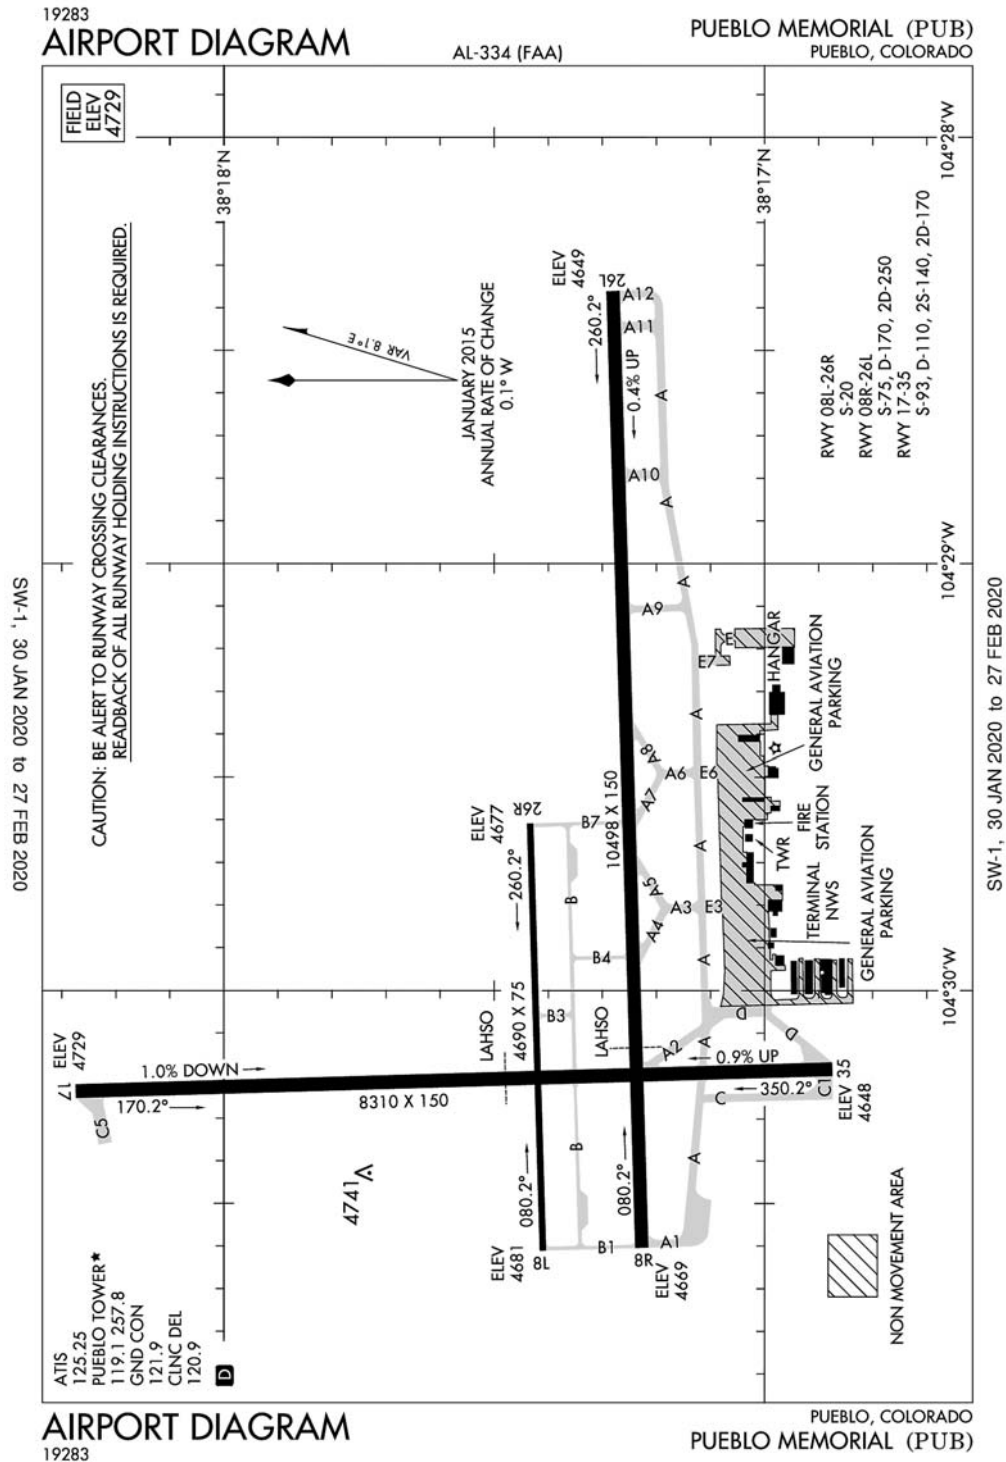 19283
AIRPORT DIAGRAM
AL-334 (FAA)
PUEBLO MEMORIAL (PUB)
PUEBLO, COLORADO
FIELD
ELEV
4729
CAUTION: BE ALERT TO RUNWAY CROSSING CLEARANCES.
READBACK OF ALL RUNWAY HOLDING INSTRUCTIONS IS REQUIRED.
38°18'N
38°17'N
104°28'W
104°29'W
104°30'W
VAR 8.1°E
JANUARY 2015
ANNUAL RATE OF CHANGE
0.1° W
ELEV
4649
26L
260.2°
0.4% UP
A12
A11
A
A10
A
A
A9
RWY 08L-26R
S-20
RWY 08R-26L
S-75, D-170, 2D-250
RWY 17-35
S-93, D-110, 2S-140, 2D-170
E
E7
HANGAR
GENERAL AVIATION
PARKING
A
A8
A6
E6
A7
10498 X 150
ELEV
4677
26R
260.2°
B7
A
FIRE
STATION
TWR
TERMINAL
NWS
GENERAL AVIATION
PARKING
B
A5
A3
E3
A4
B4
A
4690 X 75
B3
LAHSO
LAHSO
A2
A
D
D
0.9% UP
ELEV
4729
17
1.0% DOWN
170.2°
8310 X 150
C5
350.2°
C
C1
35
ELEV
4648
4741
080.2°
B
080.2°
A
ELEV
4681
8L
B1
8R
A1
ELEV
4669
NON MOVEMENT AREA
ATIS
125.25
PUEBLO TOWER★
119.1 257.8
GND CON
121.9
CLNC DEL
120.9
D
SW-1, 30 JAN 2020 to 27 FEB 2020
SW-1, 30 JAN 2020 to 27 FEB 2020
AIRPORT DIAGRAM
19283
PUEBLO, COLORADO
PUEBLO MEMORIAL (PUB)